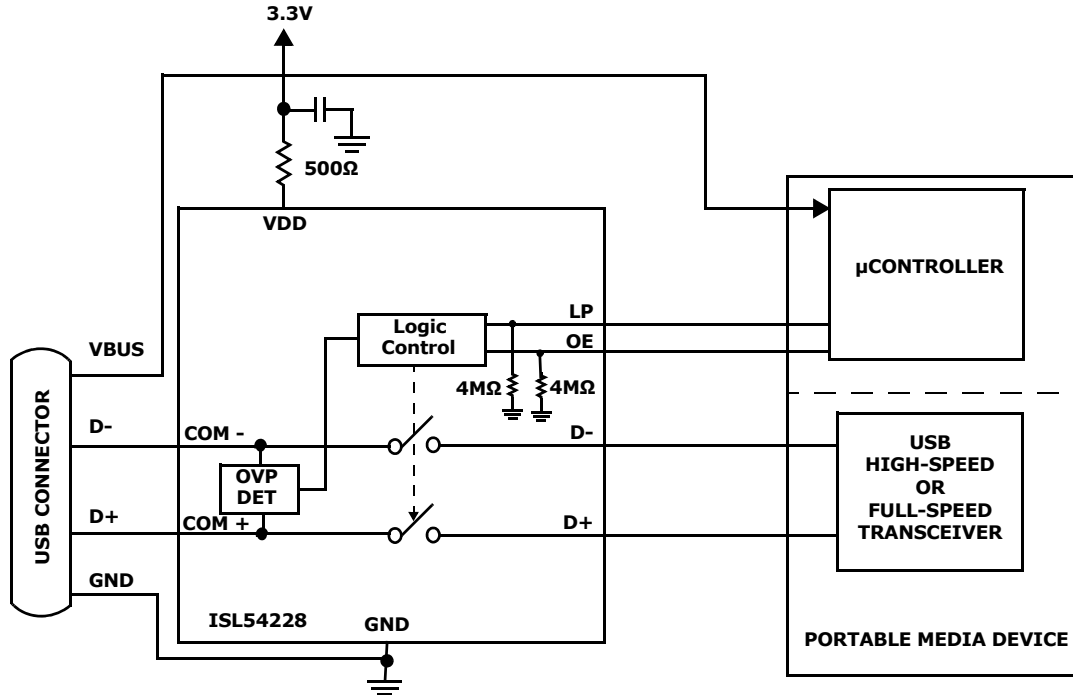 3.3V
500Ω
VDD
µCONTROLLER
LP
OE
Logic
Control
4MΩ
4MΩ
VBUS
USB CONNECTOR
D-
COM -
D-
OVP
DET
D+
COM +
D+
USB
HIGH-SPEED
OR
FULL-SPEED
TRANSCEIVER
GND
ISL54228
GND
PORTABLE MEDIA DEVICE